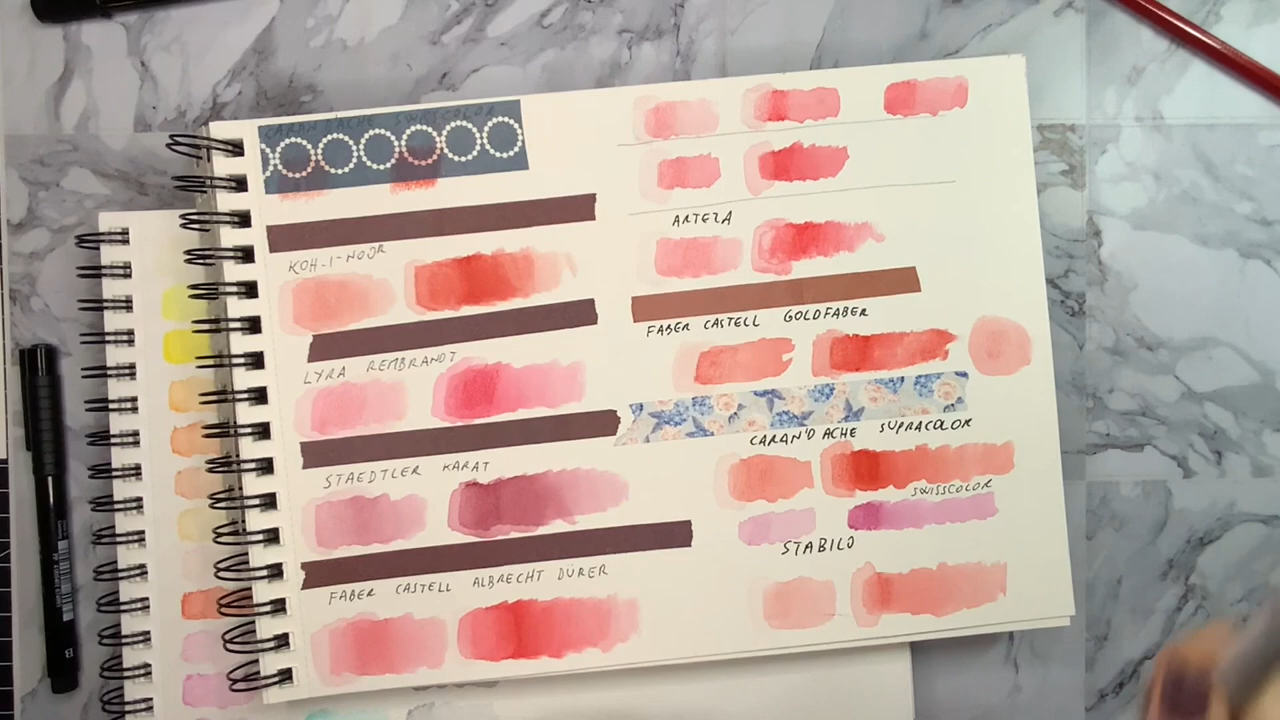 CARAN D'ACHE SWISSCOLOR
KOH-I-NOOR
LYRA REMBRANDT
STAEDTLER KARAT
FABER CASTELL ALBRECHT DÜRER
ARTEZA
FABER CASTELL GOLDFABER
CARAN'D ACHE SUPRACOLOR
SWISSCOLOR
STABILO
B